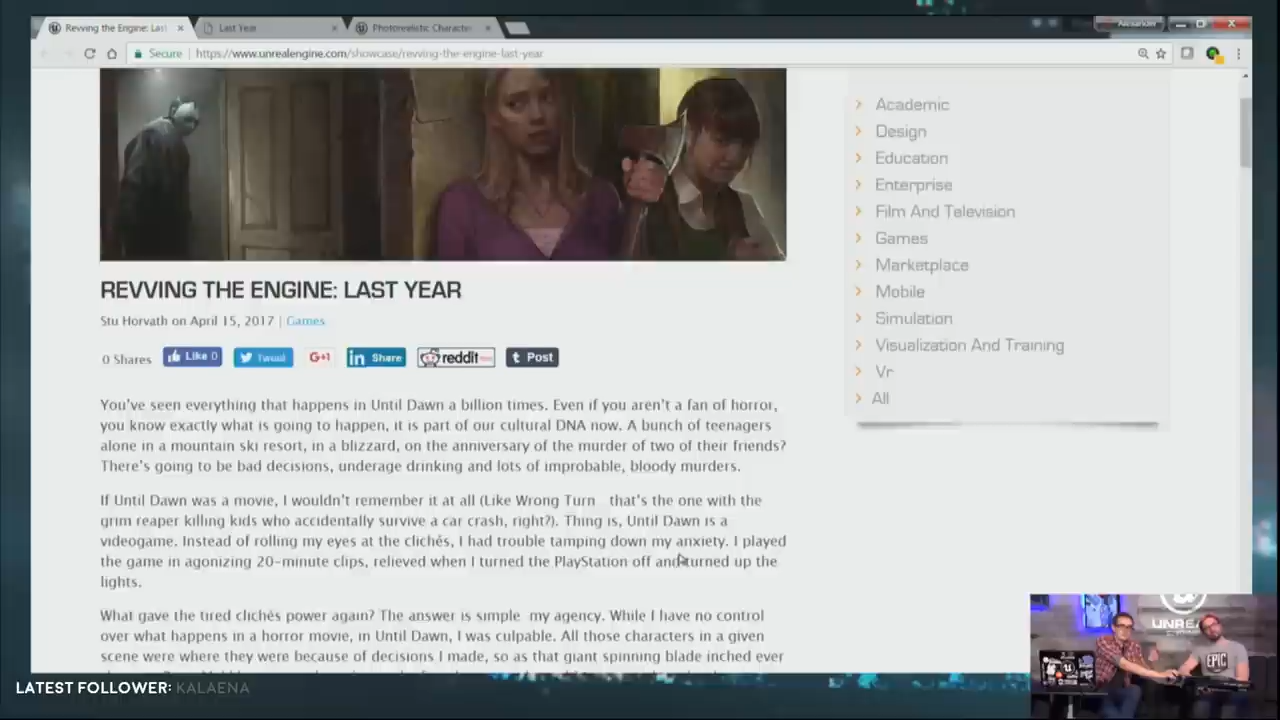 Revving the Engine: Las
Last Year
Photorealistic Characte
Alexander
Secure
https://www.unrealengine.com/showcase/revving-the-engine-last-year
REVVING THE ENGINE: LAST YEAR
Stu Horvath on April 15, 2017 | Games
0 Shares
Like 0
Tweet
G+1
in Share
reddit
t Post
You've seen everything that happens in Until Dawn a billion times. Even if you aren't a fan of horror,
you know exactly what is going to happen, it is part of our cultural DNA now. A bunch of teenagers
alone in a mountain ski resort, in a blizzard, on the anniversary of the murder of two of their friends?
There's going to be bad decisions, underage drinking and lots of improbable, bloody murders.
If Until Dawn was a movie, I wouldn't remember it at all (Like Wrong Turn that's the one with the
grim reaper killing kids who accidentally survive a car crash, right?). Thing is, Until Dawn is a
videogame. Instead of rolling my eyes at the clichés, I had trouble tamping down my anxiety. I played
the game in agonizing 20-minute clips, relieved when I turned the PlayStation off and turned up the
lights.
What gave the tired clichés power again? The answer is simple my agency. While I have no control
over what happens in a horror movie, in Until Dawn, I was culpable. All those characters in a given
scene were where they were because of decisions I made, so as that giant spinning blade inched ever
Academic
Design
Education
Enterprise
Film And Television
Games
Marketplace
Mobile
Simulation
Visualization And Training
Vr
All
UNREAL
EPIC
LATEST FOLLOWER: KALAENA